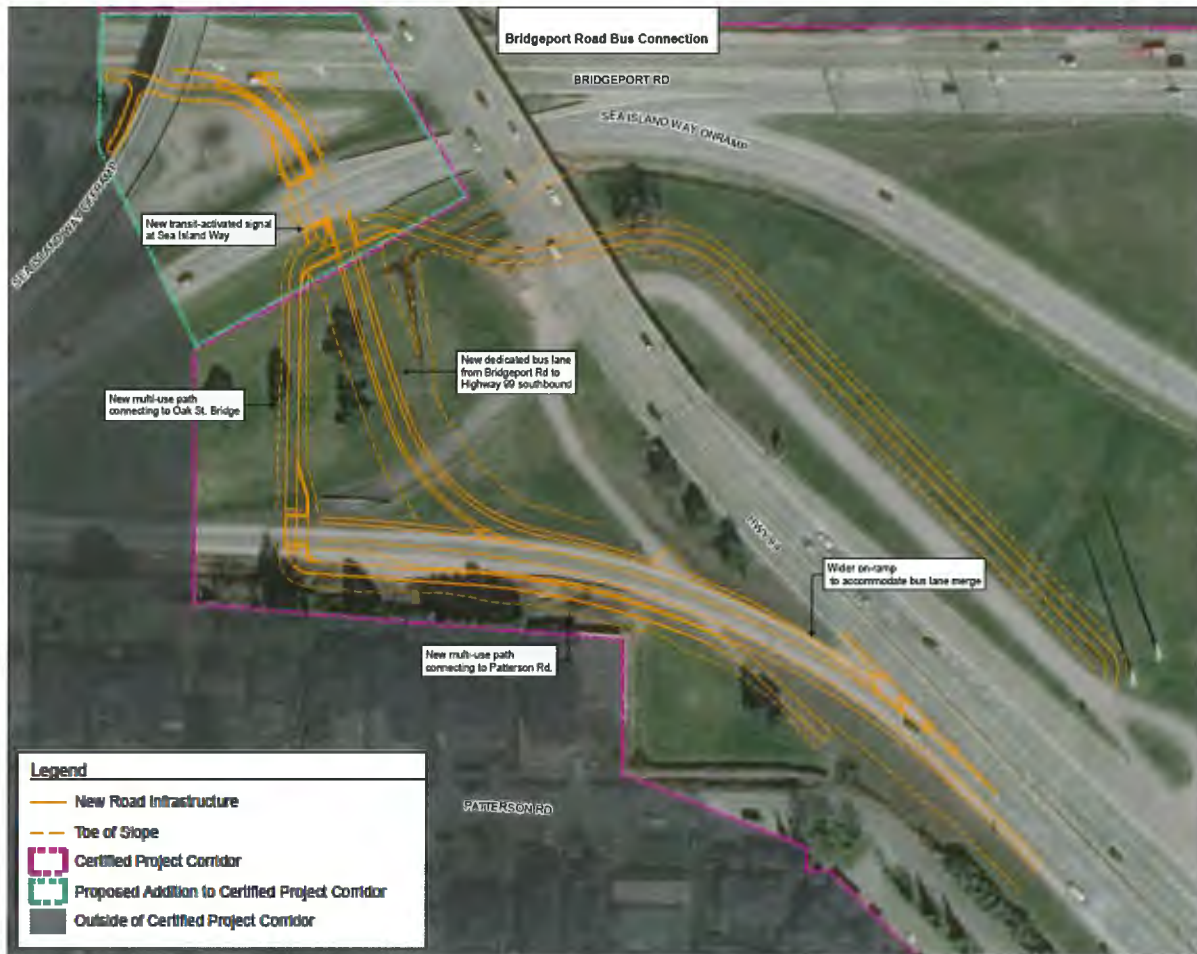 Bridgeport Road Bus Connection
BRIDGEPORT RD
SEA ISLAND WAY ONRAMP
SEA ISLAND WAY OFFRAMP
New transit-activated signal
at Sea Island Way
New dedicated bus lane
from Bridgeport Rd to
Highway 99 southbound
New multi-use path
connecting to Oak St. Bridge
HWY 99
Wider on-ramp
to accommodate bus lane merge
New multi-use path
connecting to Patterson Rd.
PATTERSON RD
Legend
New Road Infrastructure
Toe of Slope
Certified Project Corridor
Proposed Addition to Certified Project Corridor
Outside of Certified Project Corridor